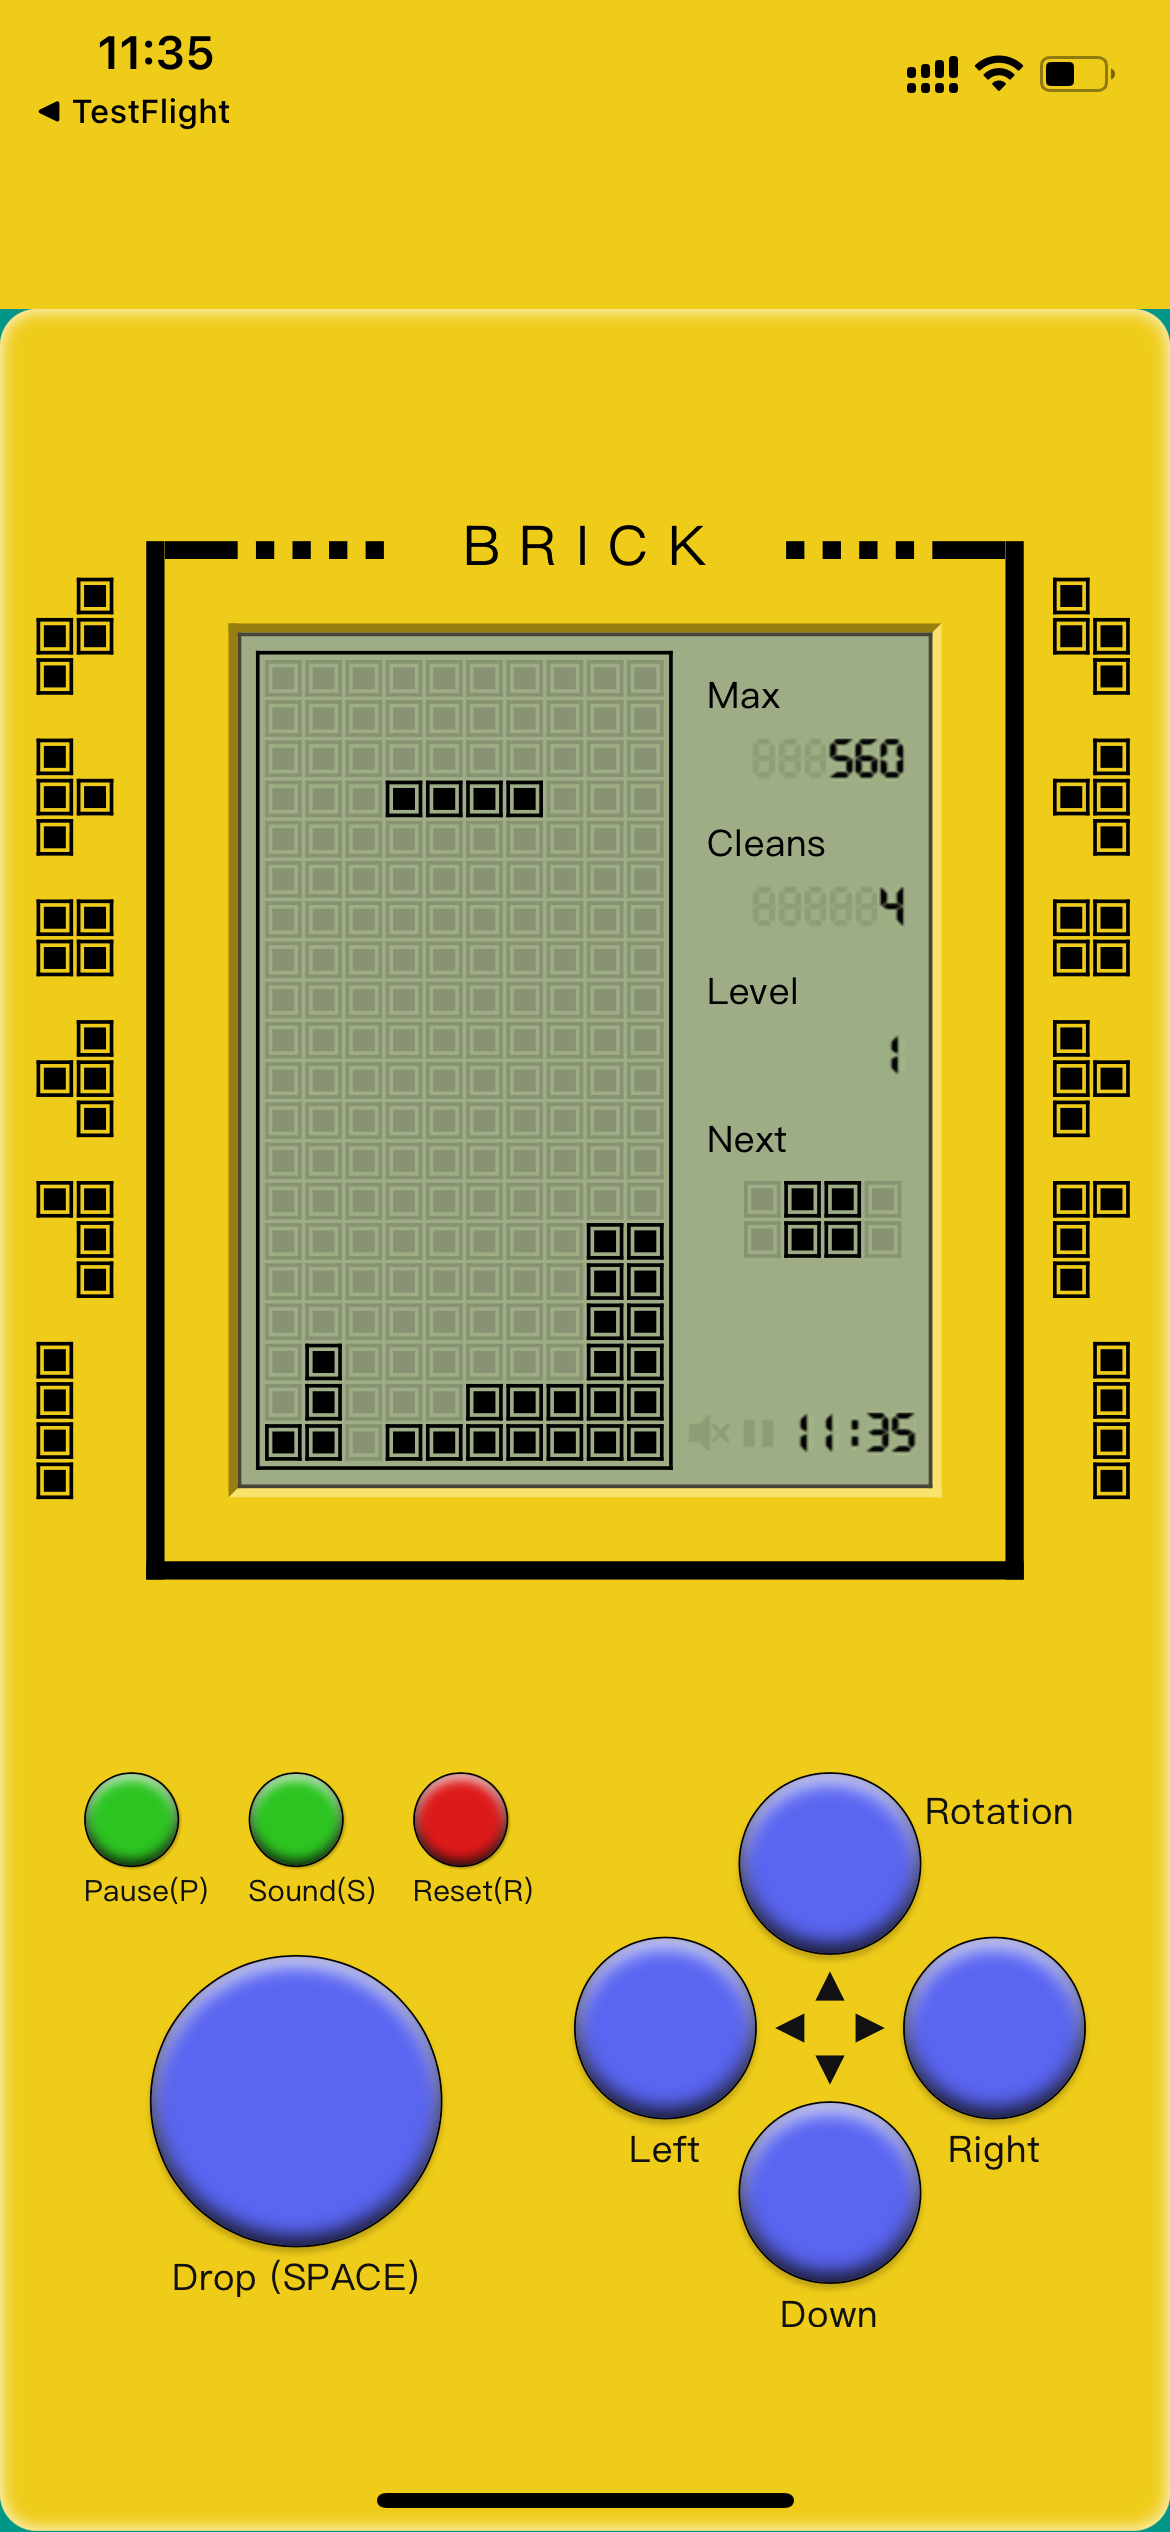 11:35
◀ TestFlight
BRICK
Max
560
Cleans
4
Level
1
Next
11:35
Pause(P)
Sound(S)
Reset(R)
Rotation
Left
Right
Drop (SPACE)
Down